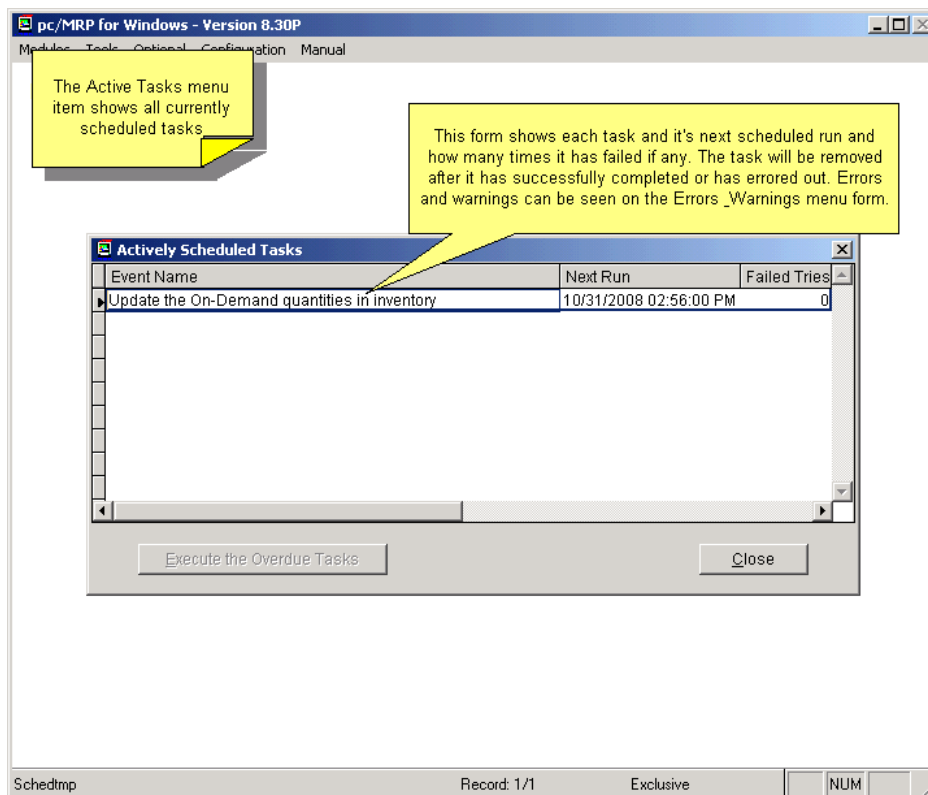 pc/MRP for Windows - Version 8.30P
Modules Tools Optional Configuration Manual
The Active Tasks menu
item shows all currently
scheduled tasks
This form shows each task and it's next scheduled run and
how many times it has failed if any. The task will be removed
after it has successfully completed or has errored out. Errors
and warnings can be seen on the Errors _Warnings menu form.
Actively Scheduled Tasks
Event Name Next Run Failed Tries
Update the On-Demand quantities in inventory 10/31/2008 02:56:00 PM 0
Execute the Overdue Tasks Close
Schedtmp Record: 1/1 Exclusive NUM